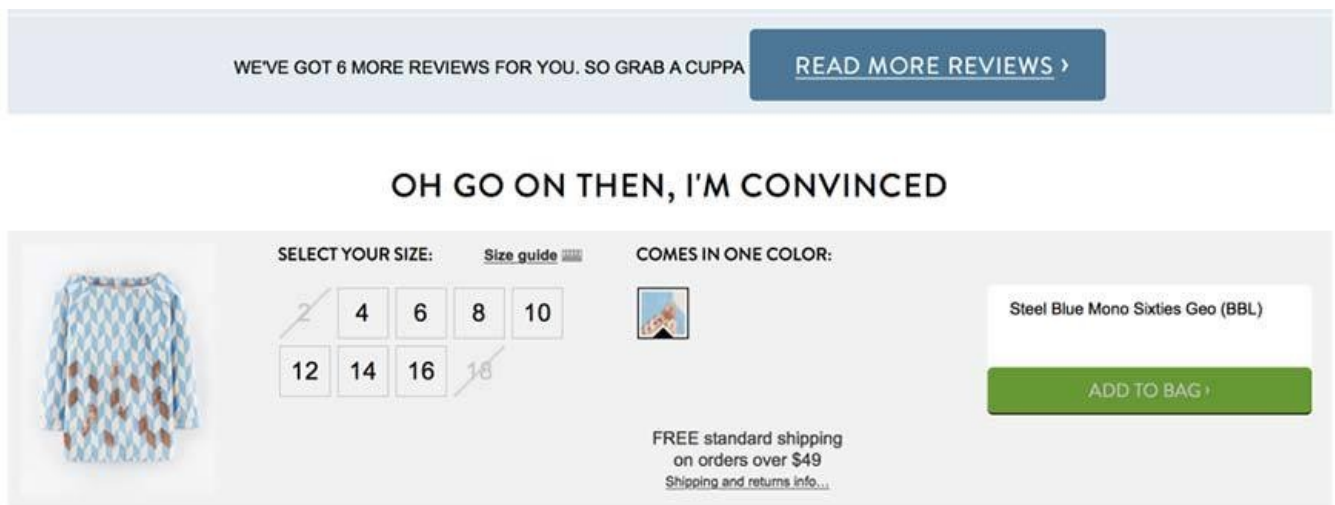 WE'VE GOT 6 MORE REVIEWS FOR YOU. SO GRAB A CUPPA READ MORE REVIEWS ›
OH GO ON THEN, I'M CONVINCED
SELECT YOUR SIZE: Size guide
2 4 6 8 10
12 14 16 18
COMES IN ONE COLOR:
FREE standard shipping
on orders over $49
Shipping and returns info...
Steel Blue Mono Sixties Geo (BBL)
ADD TO BAG ›